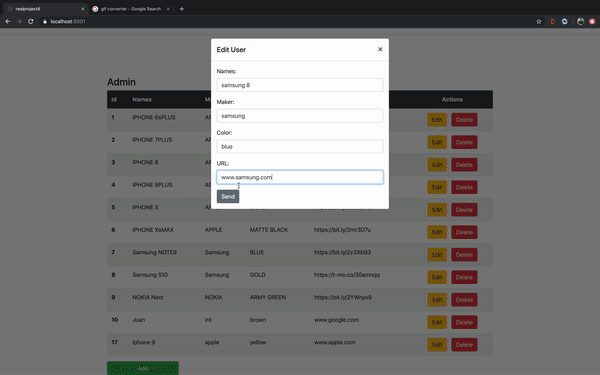 realproject4
gif converter - Google Search
localhost:5001
Edit User
×
Names:
samsung 8
Maker:
samsung
Color:
blue
URL:
www.samsung.com
Send
Admin
Id Names Actions
1 IPHONE 6sPLUS Edit Delete
2 IPHONE 7PLUS Edit Delete
3 IPHONE 8 Edit Delete
4 IPHONE 8PLUS Edit Delete
5 IPHONE X Edit Delete
6 IPHONE XsMAX APPLE MATTE BLACK https://bit.ly/2mr3D7u Edit Delete
7 Samsung NOTE9 Samsung BLUE https://bit.ly/2z3Xb93 Edit Delete
8 Samsung S10 Samsung GOLD https://t-mo.co/30amnqq Edit Delete
9 NOKIA Next NOKIA ARMY GREEN https://bit.ly/2YWnyx9 Edit Delete
10 Juan int brown www.google.com Edit Delete
17 Iphone 9 apple yellow www.apple.com Edit Delete
Add